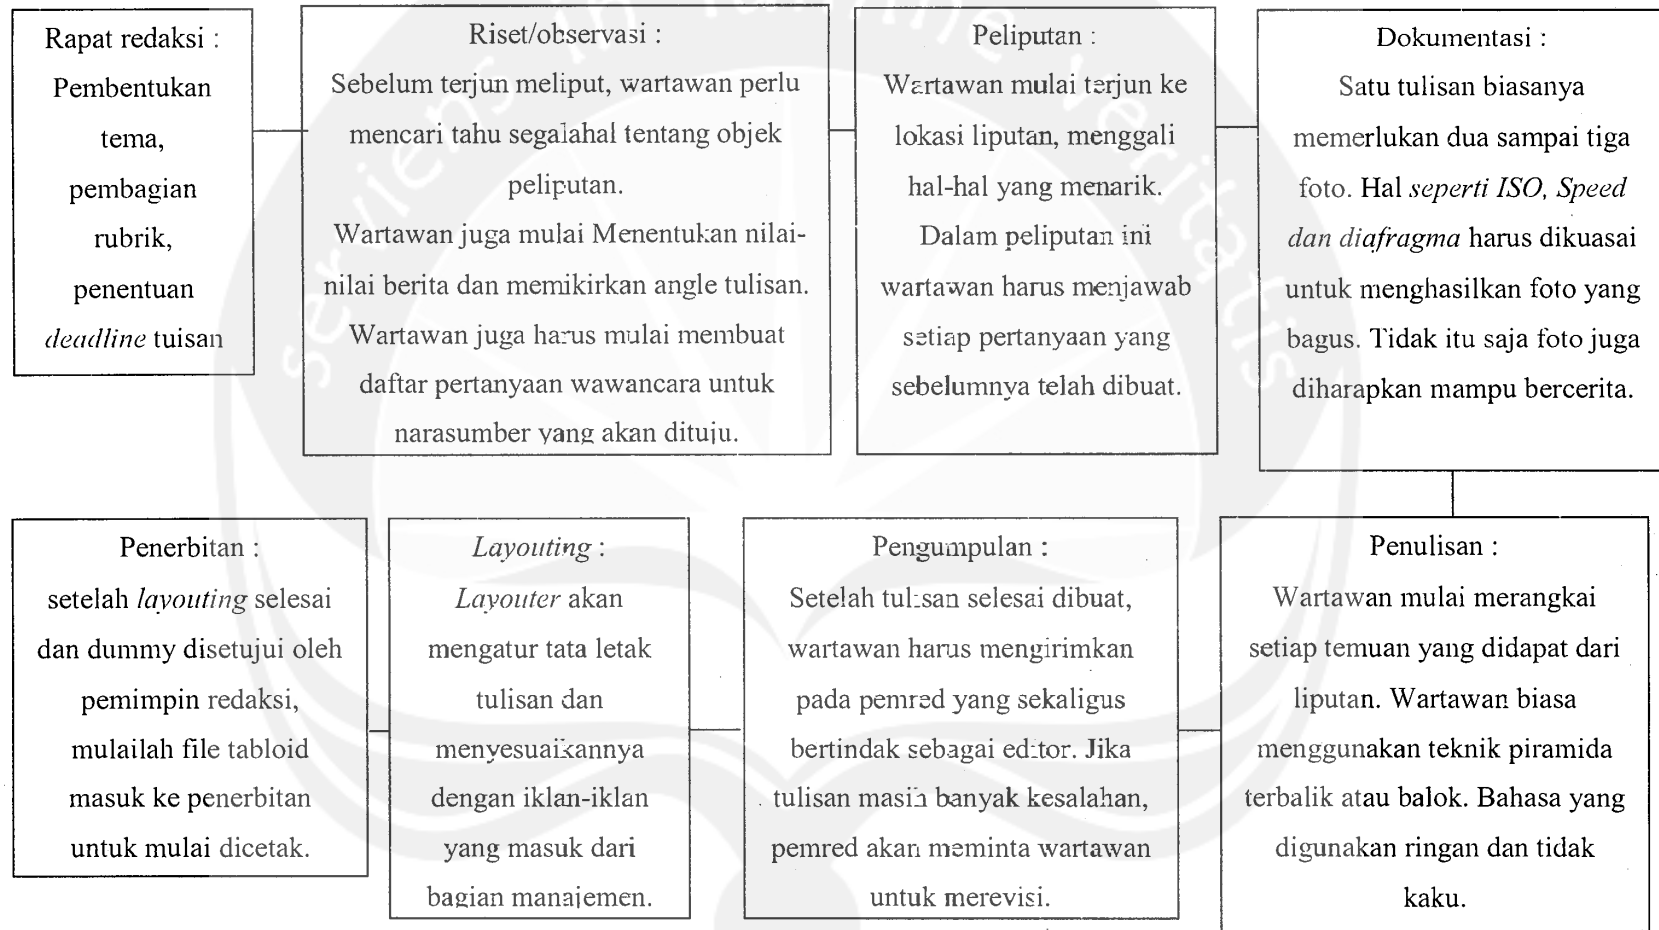 Rapat redaksi :
Pembentukan
tema,
pembagian
rubrik,
penentuan
deadline tuisan
Riset/observasi :
Sebelum terjun meliput, wartawan perlu
mencari tahu segalahal tentang objek
peliputan.
Wartawan juga mulai Menentukan nilai-
nilai berita dan memikirkan angle tulisan.
Wartawan juga harus mulai membuat
daftar pertanyaan wawancara untuk
narasumber yang akan dituju.
Peliputan :
Wartawan mulai terjun ke
lokasi liputan, menggali
hal-hal yang menarik.
Dalam peliputan ini
wartawan harus menjawab
setiap pertanyaan yang
sebelumnya telah dibuat.
Dokumentasi :
Satu tulisan biasanya
memerlukan dua sampai tiga
foto. Hal seperti ISO, Speed
dan diafragma harus dikuasai
untuk menghasilkan foto yang
bagus. Tidak itu saja foto juga
diharapkan mampu bercerita.
Penulisan :
Wartawan mulai merangkai
setiap temuan yang didapat dari
liputan. Wartawan biasa
menggunakan teknik piramida
terbalik atau balok. Bahasa yang
digunakan ringan dan tidak
kaku.
Pengumpulan :
Setelah tulisan selesai dibuat,
wartawan harus mengirimkan
pada pemred yang sekaligus
bertindak sebagai editor. Jika
tulisan masih banyak kesalahan,
pemred akan meminta wartawan
untuk merevisi.
Layouting :
Layouter akan
mengatur tata letak
tulisan dan
menyesuaikannya
dengan iklan-iklan
yang masuk dari
bagian manajemen.
Penerbitan :
setelah layouting selesai
dan dummy disetujui oleh
pemimpin redaksi,
mulailah file tabloid
masuk ke penerbitan
untuk mulai dicetak.
serviens in lumine veritatis